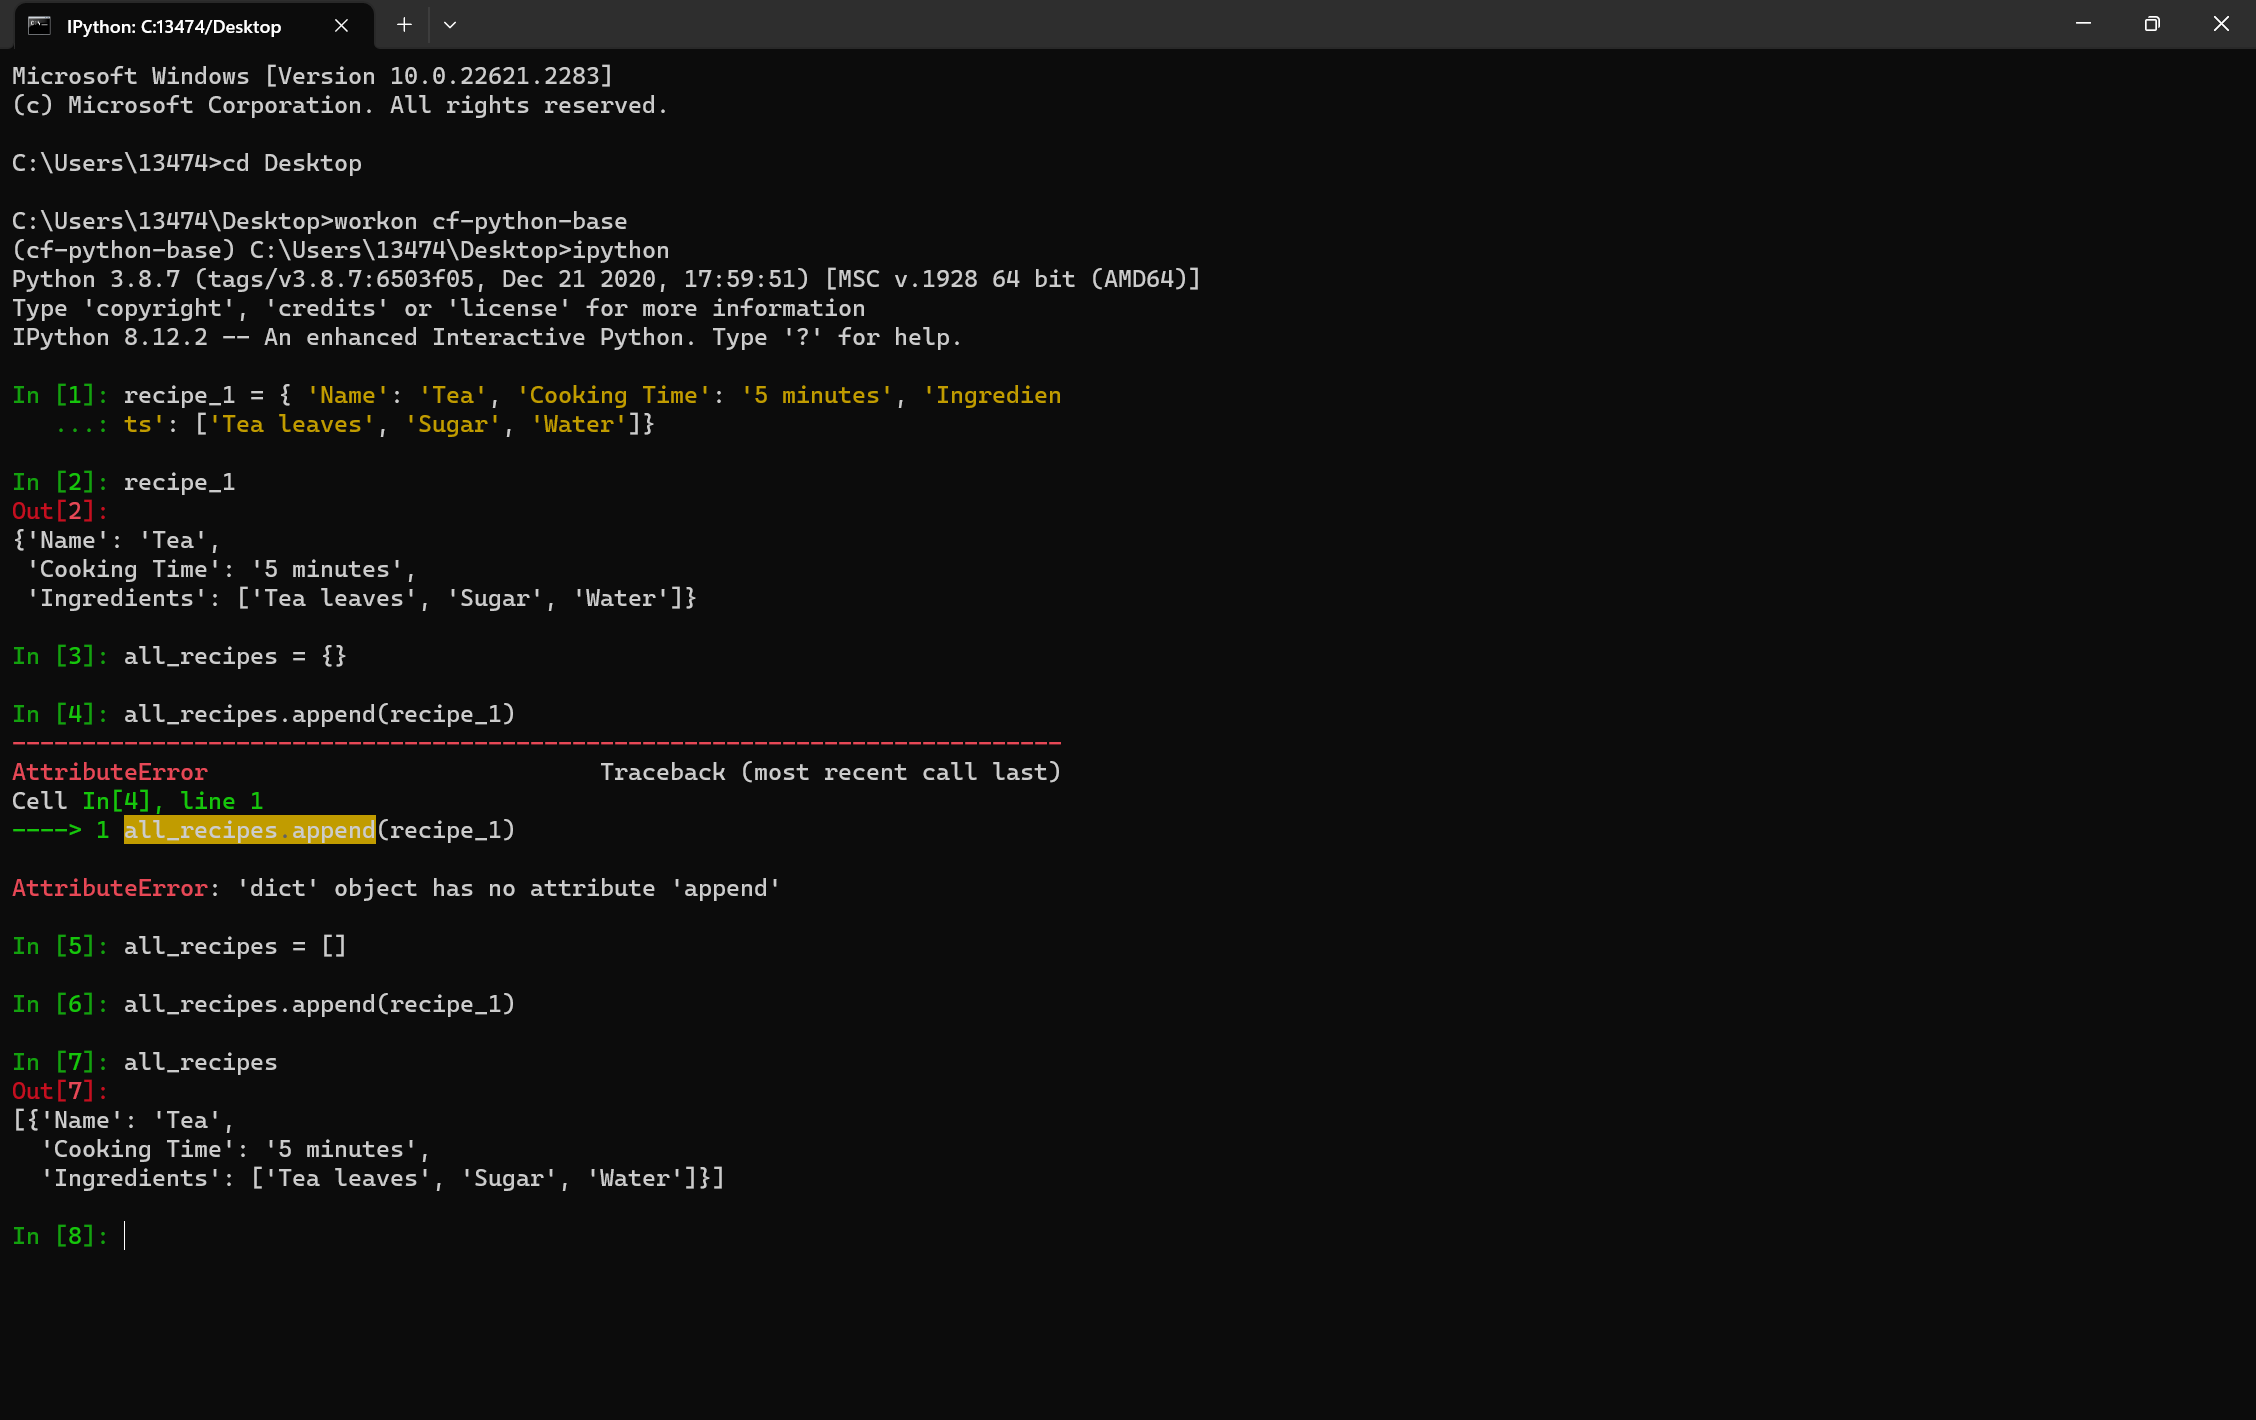 IPython: C:13474/Desktop
Microsoft Windows [Version 10.0.22621.2283]
(c) Microsoft Corporation. All rights reserved.
C:\Users\13474>cd Desktop
C:\Users\13474\Desktop>workon cf-python-base
(cf-python-base) C:\Users\13474\Desktop>ipython
Python 3.8.7 (tags/v3.8.7:6503f05, Dec 21 2020, 17:59:51) [MSC v.1928 64 bit (AMD64)]
Type 'copyright', 'credits' or 'license' for more information
IPython 8.12.2 -- An enhanced Interactive Python. Type '?' for help.
In [1]: recipe_1 = { 'Name': 'Tea', 'Cooking Time': '5 minutes', 'Ingredien
   ...: ts': ['Tea leaves', 'Sugar', 'Water']}
In [2]: recipe_1
Out[2]:
{'Name': 'Tea',
 'Cooking Time': '5 minutes',
 'Ingredients': ['Tea leaves', 'Sugar', 'Water']}
In [3]: all_recipes = {}
In [4]: all_recipes.append(recipe_1)
---------------------------------------------------------------------------
AttributeError                            Traceback (most recent call last)
Cell In[4], line 1
----> 1 all_recipes.append(recipe_1)
AttributeError: 'dict' object has no attribute 'append'
In [5]: all_recipes = []
In [6]: all_recipes.append(recipe_1)
In [7]: all_recipes
Out[7]:
[{'Name': 'Tea',
  'Cooking Time': '5 minutes',
  'Ingredients': ['Tea leaves', 'Sugar', 'Water']}]
In [8]: